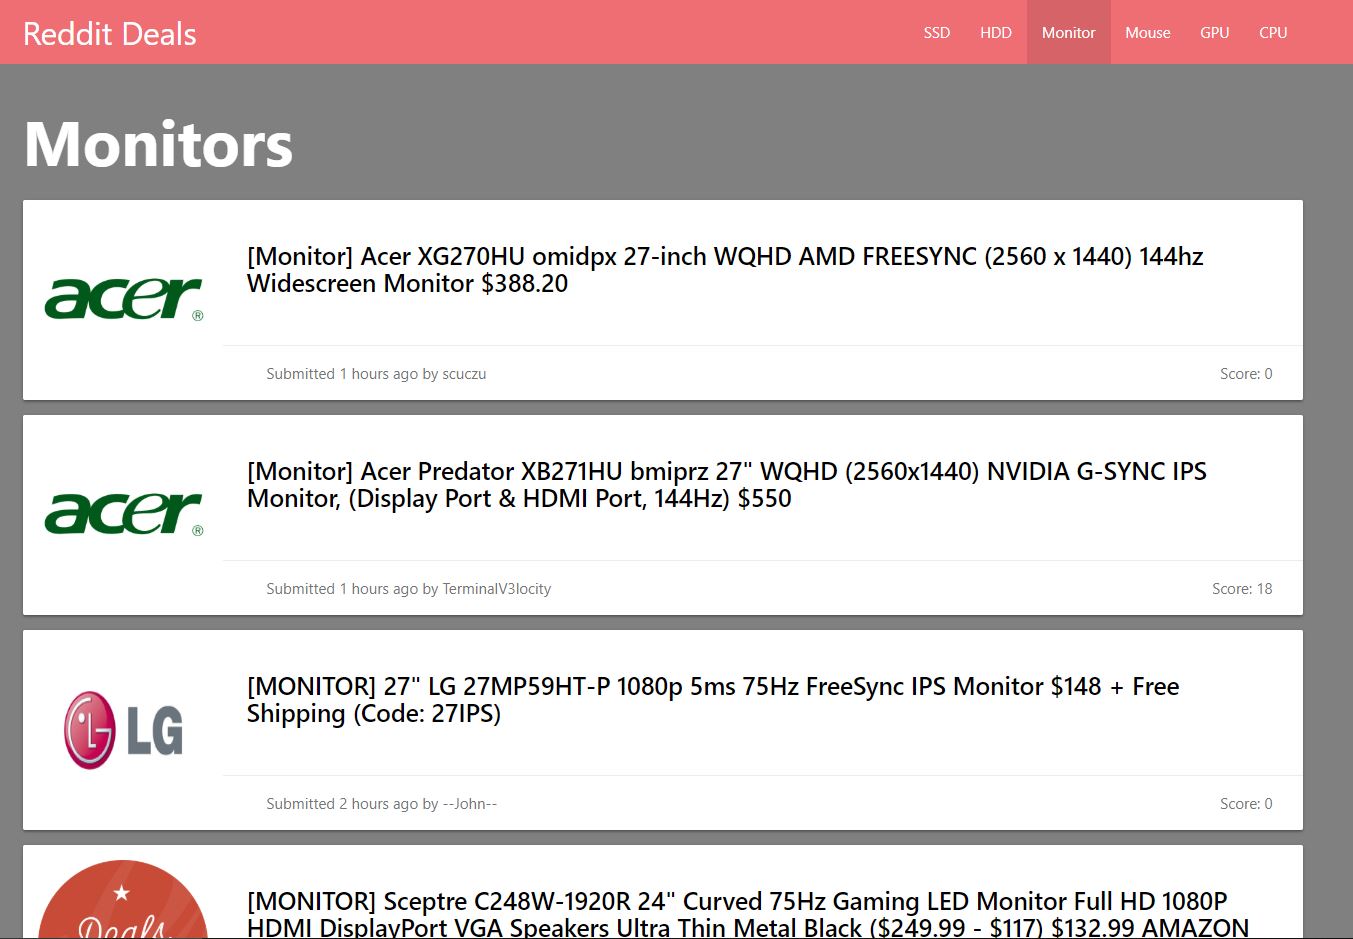 Reddit Deals
SSD HDD Monitor Mouse GPU CPU
Monitors
acer®
[Monitor] Acer XG270HU omidpx 27-inch WQHD AMD FREESYNC (2560 x 1440) 144hz
Widescreen Monitor $388.20
Submitted 1 hours ago by scuczu
Score: 0
acer®
[Monitor] Acer Predator XB271HU bmiprz 27" WQHD (2560x1440) NVIDIA G-SYNC IPS
Monitor, (Display Port & HDMI Port, 144Hz) $550
Submitted 1 hours ago by TerminalV3locity
Score: 18
LG
[MONITOR] 27" LG 27MP59HT-P 1080p 5ms 75Hz FreeSync IPS Monitor $148 + Free
Shipping (Code: 27IPS)
Submitted 2 hours ago by --John--
Score: 0
Deals
[MONITOR] Sceptre C248W-1920R 24" Curved 75Hz Gaming LED Monitor Full HD 1080P
HDMI DisplayPort VGA Speakers Ultra Thin Metal Black ($249.99 - $117) $132.99 AMAZON